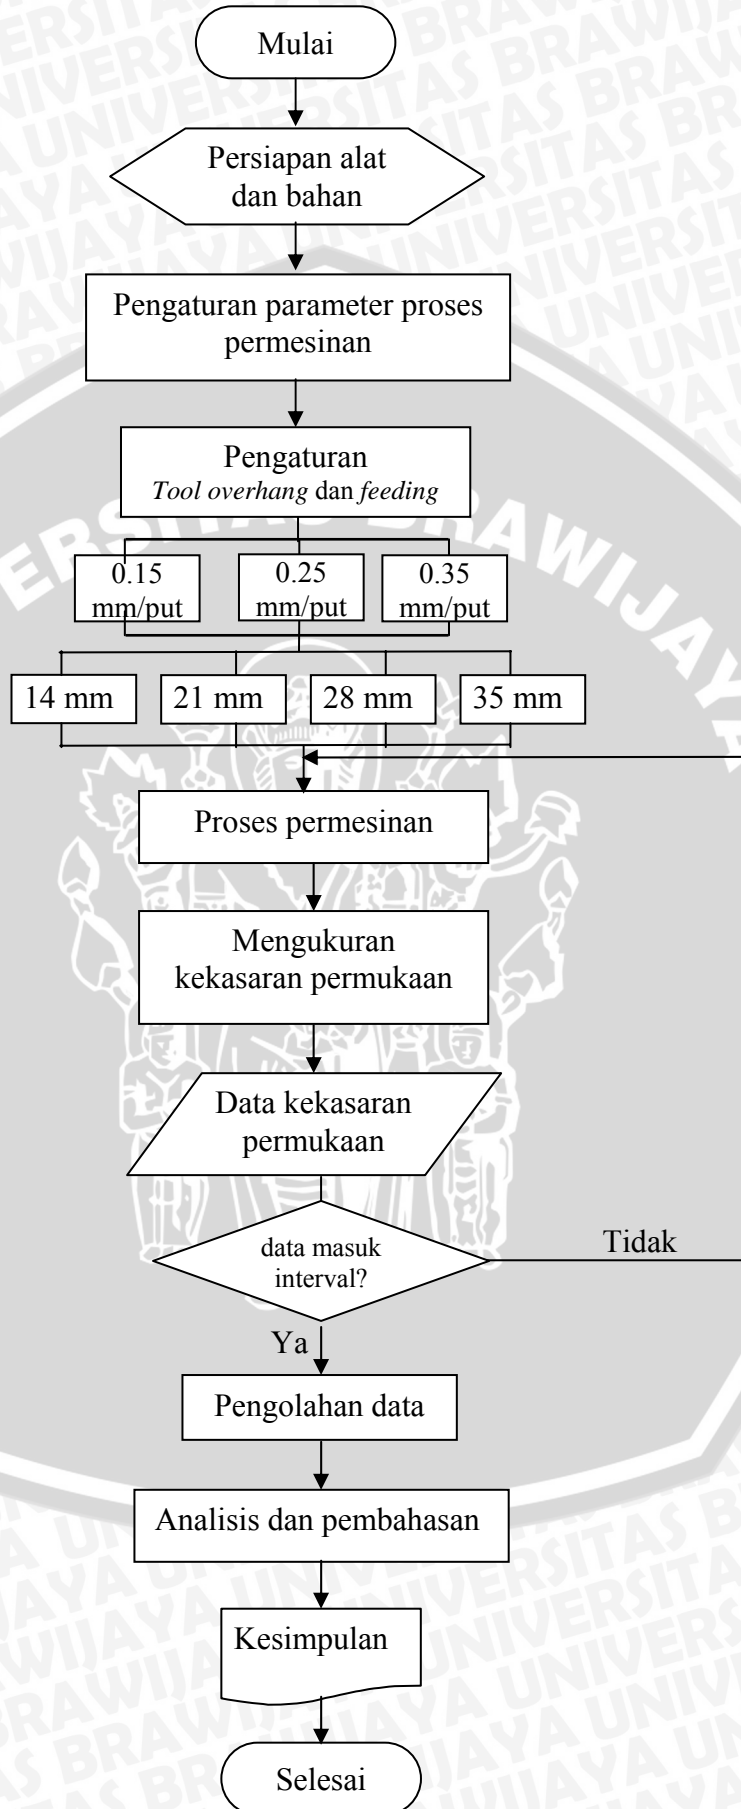 Mulai
Persiapan alat
dan bahan
Pengaturan parameter proses
permesinan
Pengaturan
Tool overhang dan feeding
0.15
mm/put
0.25
mm/put
0.35
mm/put
14 mm
21 mm
28 mm
35 mm
Proses permesinan
Mengukuran
kekasaran permukaan
Data kekasaran
permukaan
data masuk
interval?
Tidak
Ya
Pengolahan data
Analisis dan pembahasan
Kesimpulan
Selesai